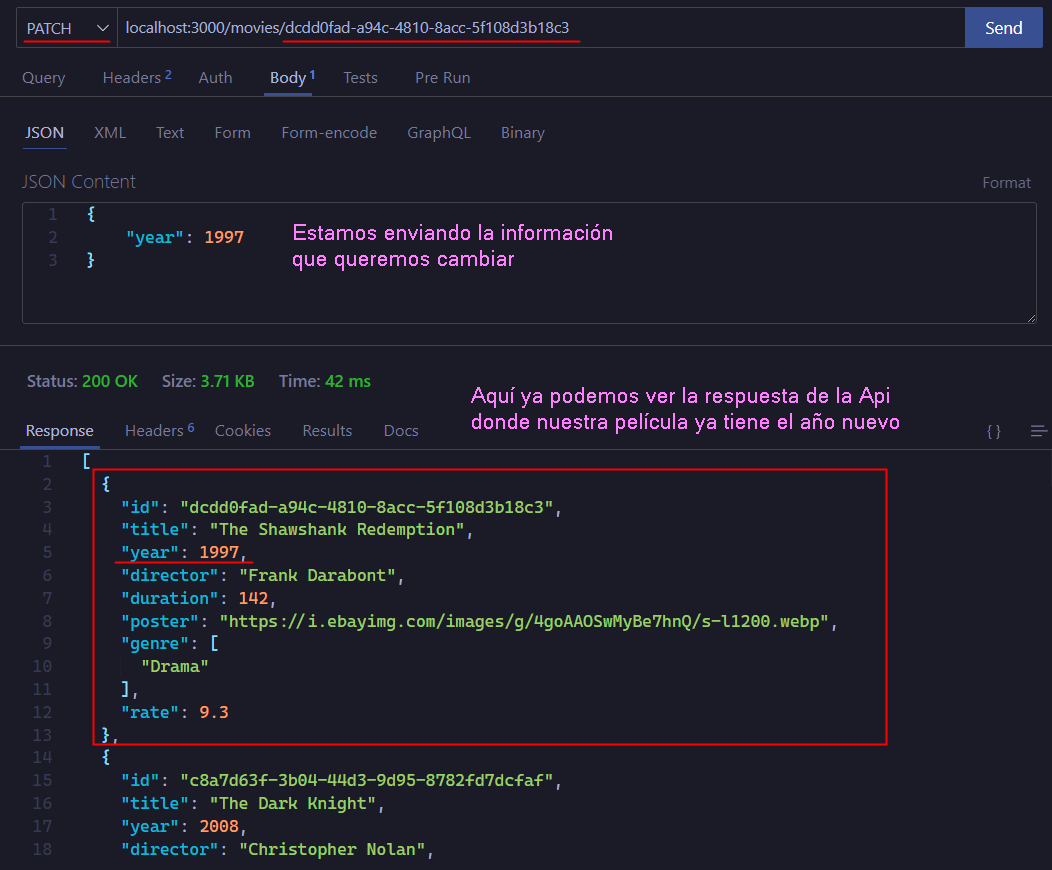 PATCH localhost:3000/movies/dcdd0fad-a94c-4810-8acc-5f108d3b18c3 Send
Query Headers 2 Auth Body 1 Tests Pre Run
JSON XML Text Form Form-encode GraphQL Binary
JSON Content Format
1 {
2 "year": 1997
3 }
Estamos enviando la información
que queremos cambiar
Status: 200 OK Size: 3.71 KB Time: 42 ms
Aquí ya podemos ver la respuesta de la Api
donde nuestra película ya tiene el año nuevo
Response Headers 6 Cookies Results Docs {}
1 [
2 {
3 "id": "dcdd0fad-a94c-4810-8acc-5f108d3b18c3",
4 "title": "The Shawshank Redemption",
5 "year": 1997,
6 "director": "Frank Darabont",
7 "duration": 142,
8 "poster": "https://i.ebayimg.com/images/g/4goAAOSwMyBe7hnQ/s-l1200.webp",
9 "genre": [
10 "Drama"
11 ],
12 "rate": 9.3
13 },
14 {
15 "id": "c8a7d63f-3b04-44d3-9d95-8782fd7dcfaf",
16 "title": "The Dark Knight",
17 "year": 2008,
18 "director": "Christopher Nolan",